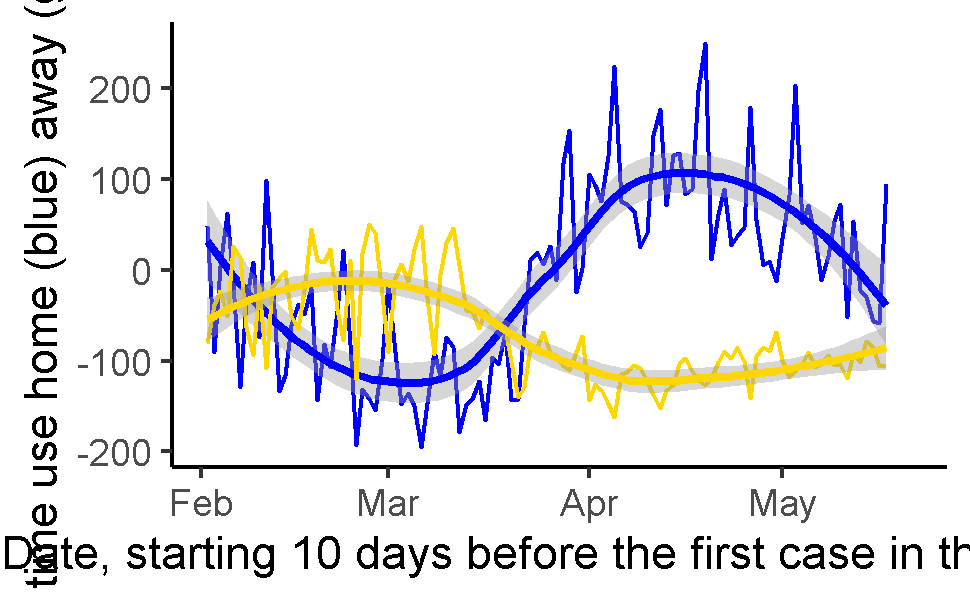 time use home (blue) away (
200
100
0
-100
-200
Feb Mar Apr May
Date, starting 10 days before the first case in th